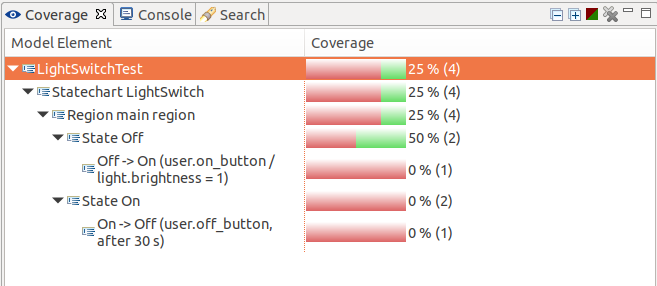 Coverage Console Search
Model Element Coverage
LightSwitchTest 25 % (4)
Statechart LightSwitch 25 % (4)
Region main region 25 % (4)
State Off 50 % (2)
Off -> On (user.on_button /
light.brightness = 1) 0 % (1)
State On 0 % (2)
On -> Off (user.off_button,
after 30 s) 0 % (1)